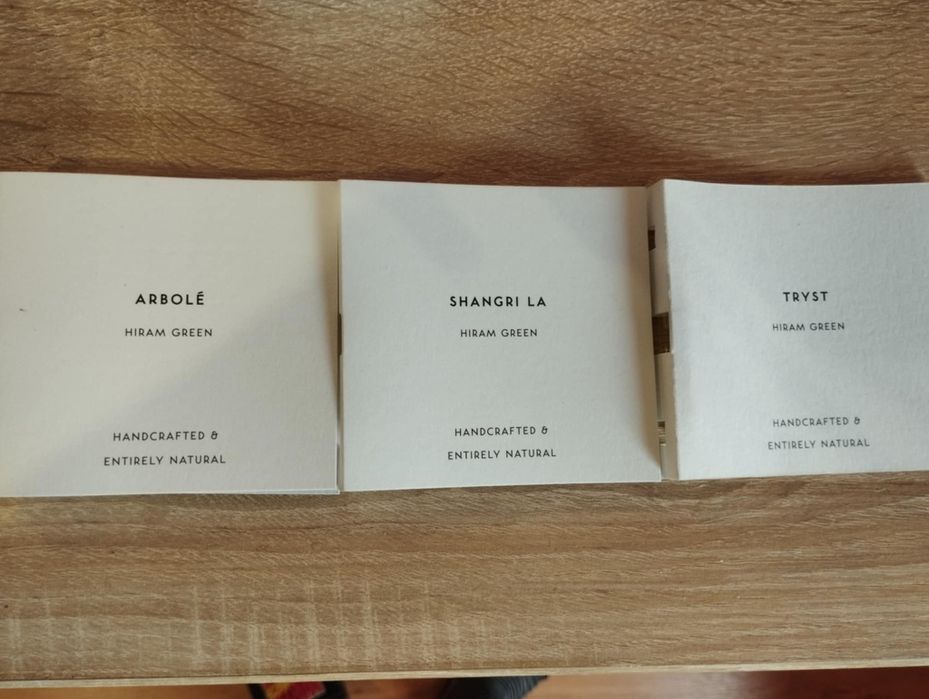 ARBOLÉ
HIRAM GREEN
HANDCRAFTED &
ENTIRELY NATURAL
SHANGRI LA
HIRAM GREEN
HANDCRAFTED &
ENTIRELY NATURAL
TRYST
HIRAM GREEN
HANDCRAFTED &
ENTIRELY NATURAL